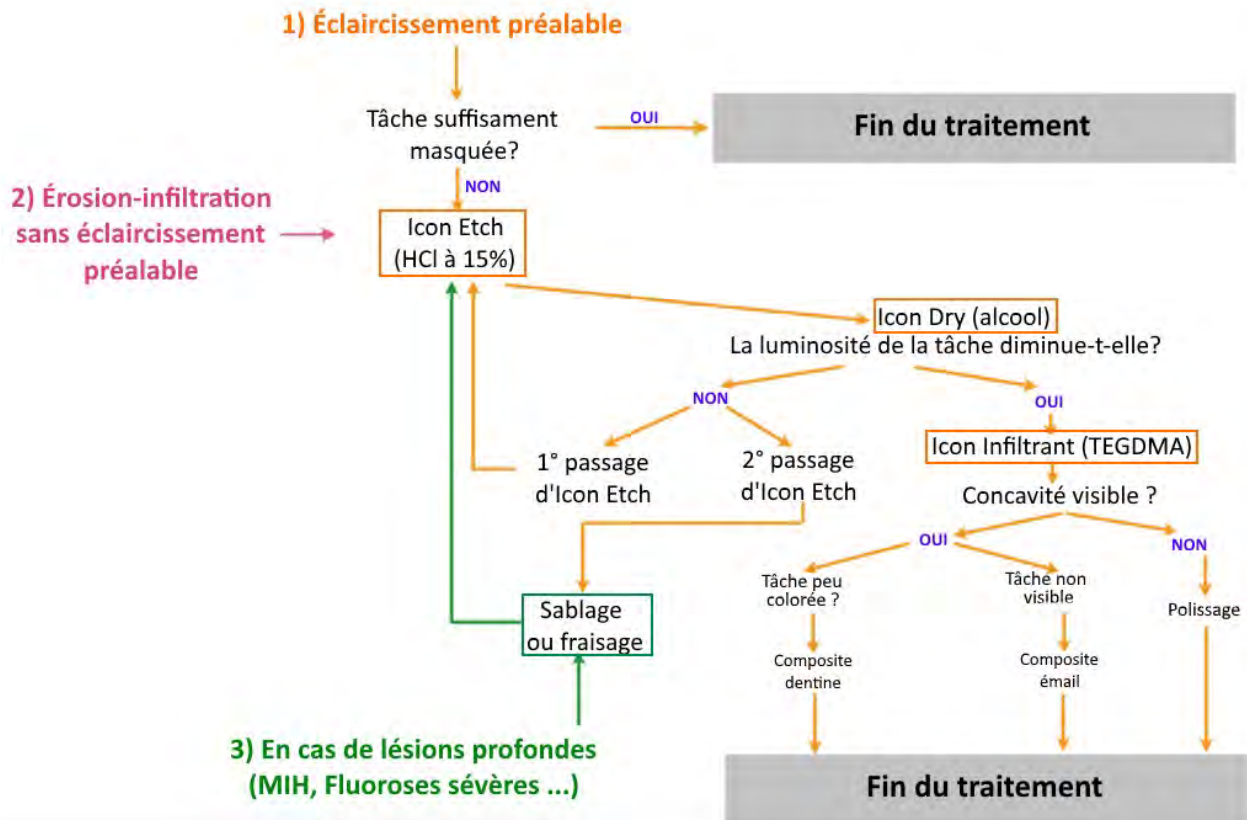 1) Éclaircissement préalable
Tâche suffisament
masquée?
OUI
Fin du traitement
NON
2) Érosion-infiltration
sans éclaircissement
préalable
Icon Etch
(HCl à 15%)
Icon Dry (alcool)
La luminosité de la tâche diminue-t-elle?
NON
OUI
1° passage
d'Icon Etch
2° passage
d'Icon Etch
Icon Infiltrant (TEGDMA)
Concavité visible ?
OUI
NON
Tâche peu
colorée ?
Tâche non
visible
Polissage
Sablage
ou fraisage
Composite
dentine
Composite
émail
3) En cas de lésions profondes
(MIH, Fluoroses sévères ...)
Fin du traitement